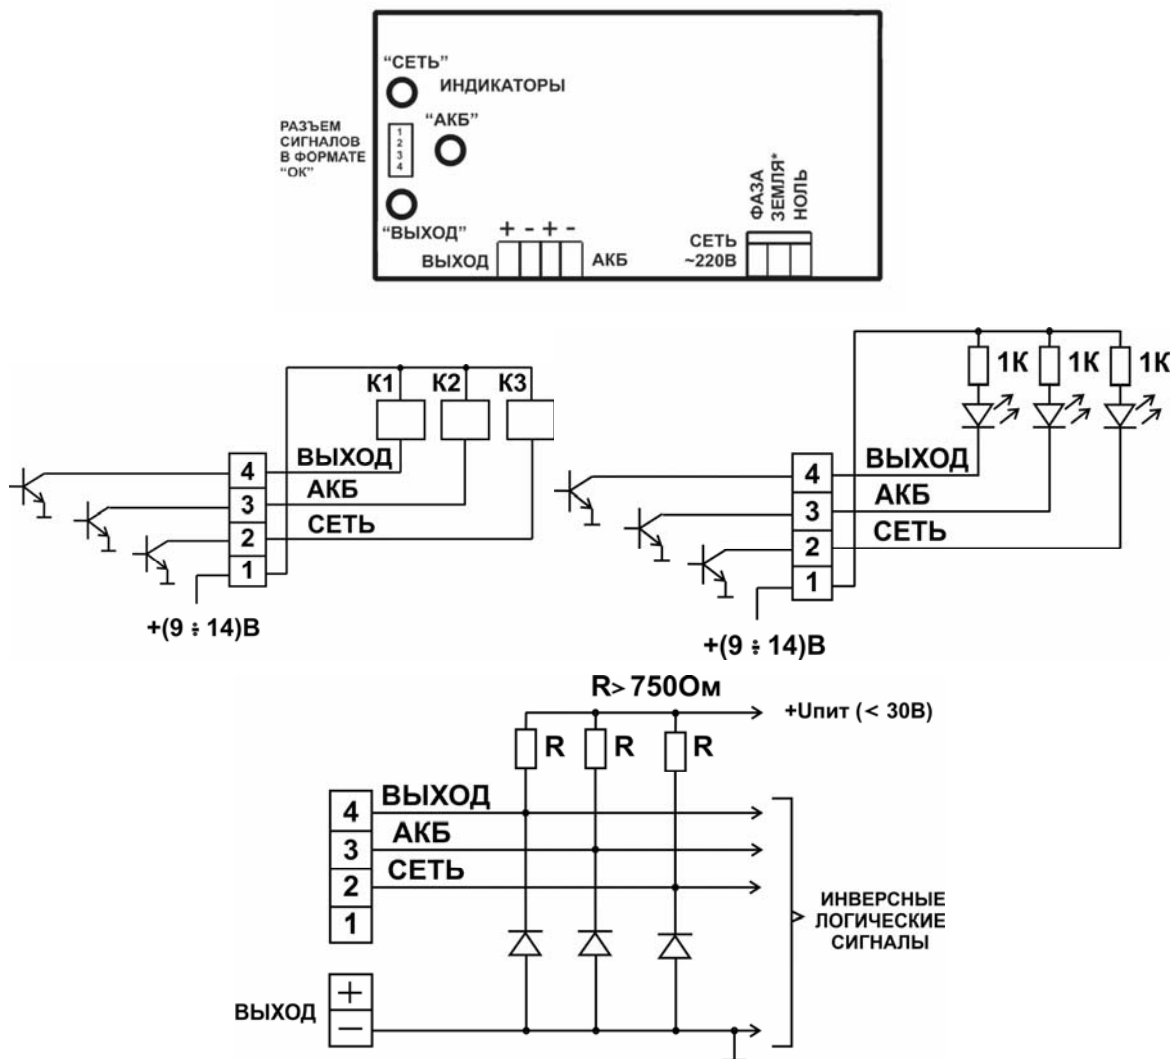 “СЕТЬ”
ИНДИКАТОРЫ
“АКБ”
РАЗЪЕМ
СИГНАЛОВ
В ФОРМАТЕ
“ОК”
1
2
3
4
“ВЫХОД”
+ - + -
ВЫХОД
АКБ
СЕТЬ
~220В
ФАЗА
ЗЕМЛЯ*
НОЛЬ
К1 К2 К3
4 ВЫХОД
3 АКБ
2 СЕТЬ
1
+(9 ÷ 14)В
1К 1К 1К
4 ВЫХОД
3 АКБ
2 СЕТЬ
1
+(9 ÷ 14)В
R> 750Ом
+Uпит (< 30В)
R R R
4 ВЫХОД
3 АКБ
2 СЕТЬ
1
ИНВЕРСНЫЕ
ЛОГИЧЕСКИЕ
СИГНАЛЫ
ВЫХОД
+
−